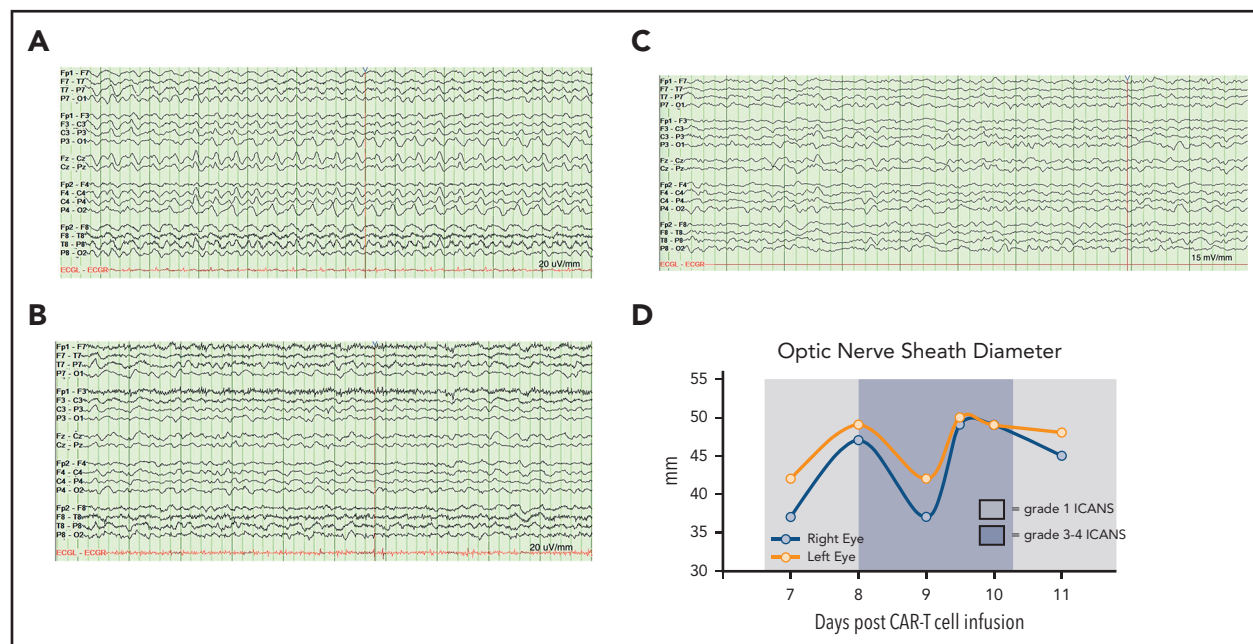 A
Fp1 - F7
F7 - T7
T7 - P7
P7 - O1
Fp1 - F3
F3 - C3
C3 - P3
P3 - O1
Fz - Cz
Cz - Pz
Fp2 - F4
F4 - C4
C4 - P4
P4 - O2
Fp2 - F8
F8 - T8
T8 - P8
P8 - O2
ECGL - ECGR
20 uV/mm
B
Fp1 - F7
F7 - T7
T7 - P7
P7 - O1
Fp1 - F3
F3 - C3
C3 - P3
P3 - O1
Fz - Cz
Cz - Pz
Fp2 - F4
F4 - C4
C4 - P4
P4 - O2
Fp2 - F8
F8 - T8
T8 - P8
P8 - O2
ECGL - ECGR
20 uV/mm
C
Fp1 - F7
F7 - T7
T7 - P7
P7 - O1
Fp1 - F3
F3 - C3
C3 - P3
P3 - O1
Fz - Cz
Cz - Pz
Fp2 - F4
F4 - C4
C4 - P4
P4 - O2
Fp2 - F8
F8 - T8
T8 - P8
P8 - O2
ECGL - ECGR
15 mV/mm
D
Optic Nerve Sheath Diameter
55
50
45
40
35
30
mm
= grade 1 ICANS
= grade 3-4 ICANS
Right Eye
Left Eye
7 8 9 10 11
Days post CAR-T cell infusion